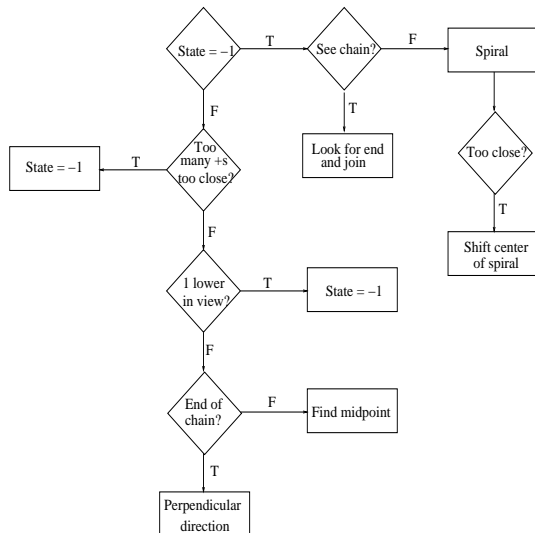 State = −1
T
See chain?
F
Spiral
F
T
Look for end
and join
Too
many +s
too close?
T
State = −1
Too close?
T
Shift center
of spiral
F
1 lower
in view?
T
State = −1
F
End of
chain?
F
Find midpoint
T
Perpendicular
direction